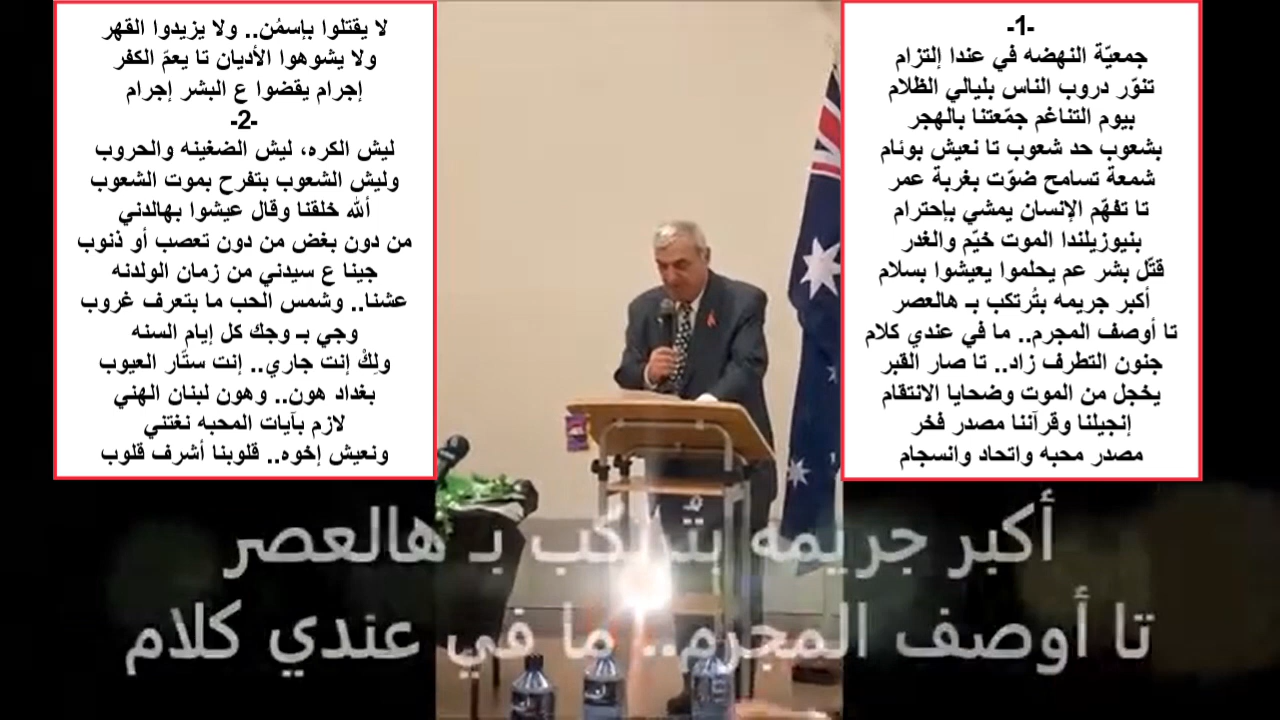 -1-
جمعيّة النهضه في عندا إلتزام
تنوّر دروب الناس بليالي الظلام
بيوم التناغم جمّعتنا بالهجر
بشعوب حد شعوب تا نعيش بوئام
شمعة تسامح ضوّت بغربة عمر
تا تفهّم الإنسان يمشي بإحترام
بنيوزيلندا الموت خيّم والغدر
قتّل بشر عم يحلموا يعيشوا بسلام
أكبر جريمه بتُرتكب بـ هالعصر
تا أوصف المجرم.. ما في عندي كلام
جنون التطرف زاد.. تا صار القبر
يخجل من الموت وضحايا الانتقام
إنجيلنا وقرآننا مصدر فخر
مصدر محبه واتحاد وانسجام
لا يقتلوا بإسمُن.. ولا يزيدوا القهر
ولا يشوهوا الأديان تا يعمّ الكفر
إجرام يقضوا ع البشر إجرام
-2-
ليش الكره، ليش الضغينه والحروب
وليش الشعوب بتفرح بموت الشعوب
ألله خلقنا وقال عيشوا بهالدني
من دون بغض من دون تعصب أو ذنوب
جينا ع سيدني من زمان الولدنه
عشنا.. وشمس الحب ما بتعرف غروب
وجي بـ وجك كل إيام السنه
ولِكْ إنت جاري.. إنت ستّار العيوب
بغداد هون.. وهون لبنان الهني
لازم بآيات المحبه نغتني
ونعيش إخوه.. قلوبنا أشرف قلوب
أكبر جريمه بتُرتكب بـ هالعصر
تا أوصف المجرم.. ما في عندي كلام